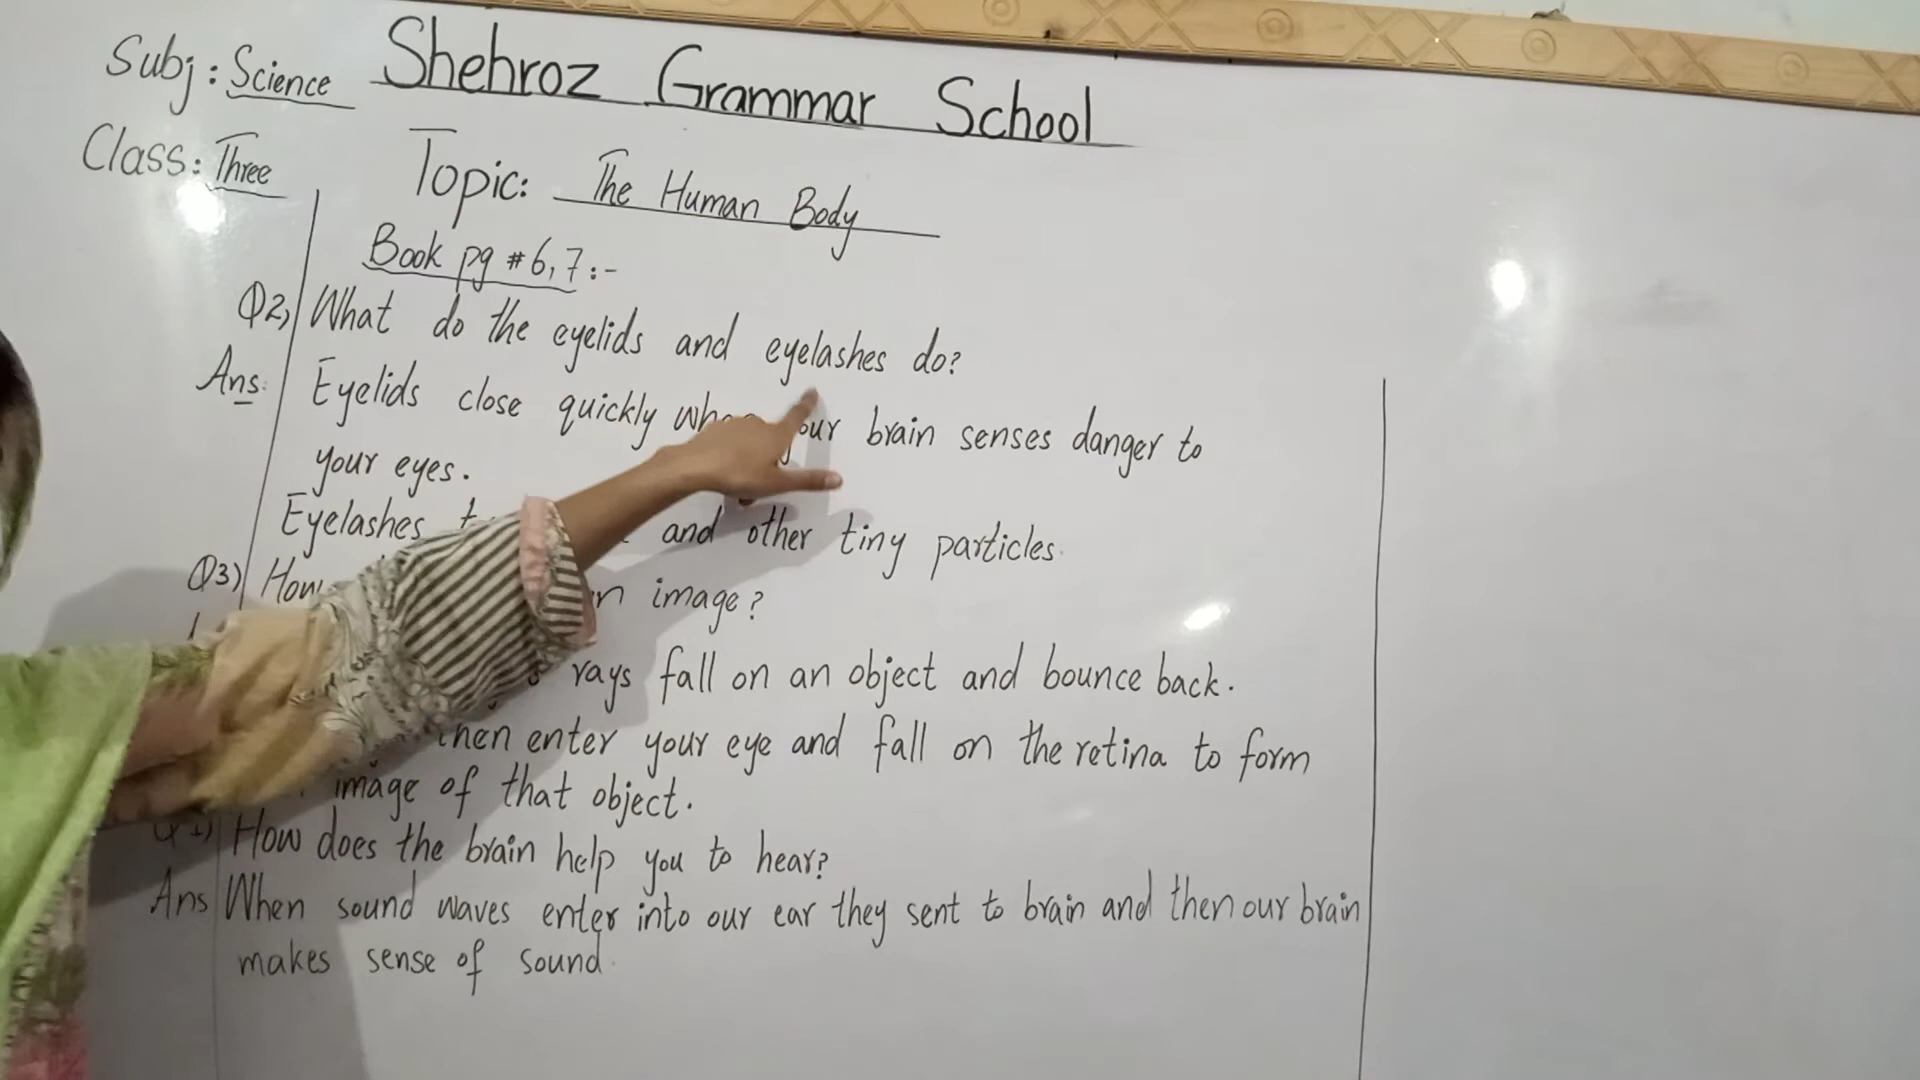 Subj: Science
Shehroz Grammar School
Class: Three
Topic: The Human Body
Book pg #6,7:-
Q2, What do the eyelids and eyelashes do?
Ans: Eyelids close quickly when your brain senses danger to
your eyes.
Eyelashes and other tiny particles.
Q3) How image?
rays fall on an object and bounce back.
then enter your eye and fall on the retina to form
image of that object.
How does the brain help you to hear?
Ans When sound waves enter into our ear they sent to brain and then our brain
makes sense of sound.